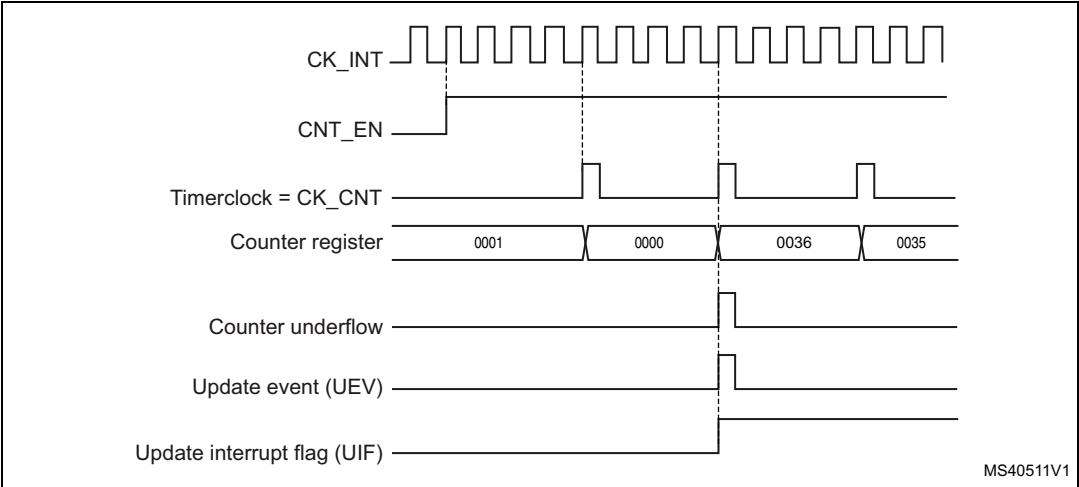 CK_INT
CNT_EN
Timerclock = CK_CNT
Counter register
0001
0000
0036
0035
Counter underflow
Update event (UEV)
Update interrupt flag (UIF)
MS40511V1